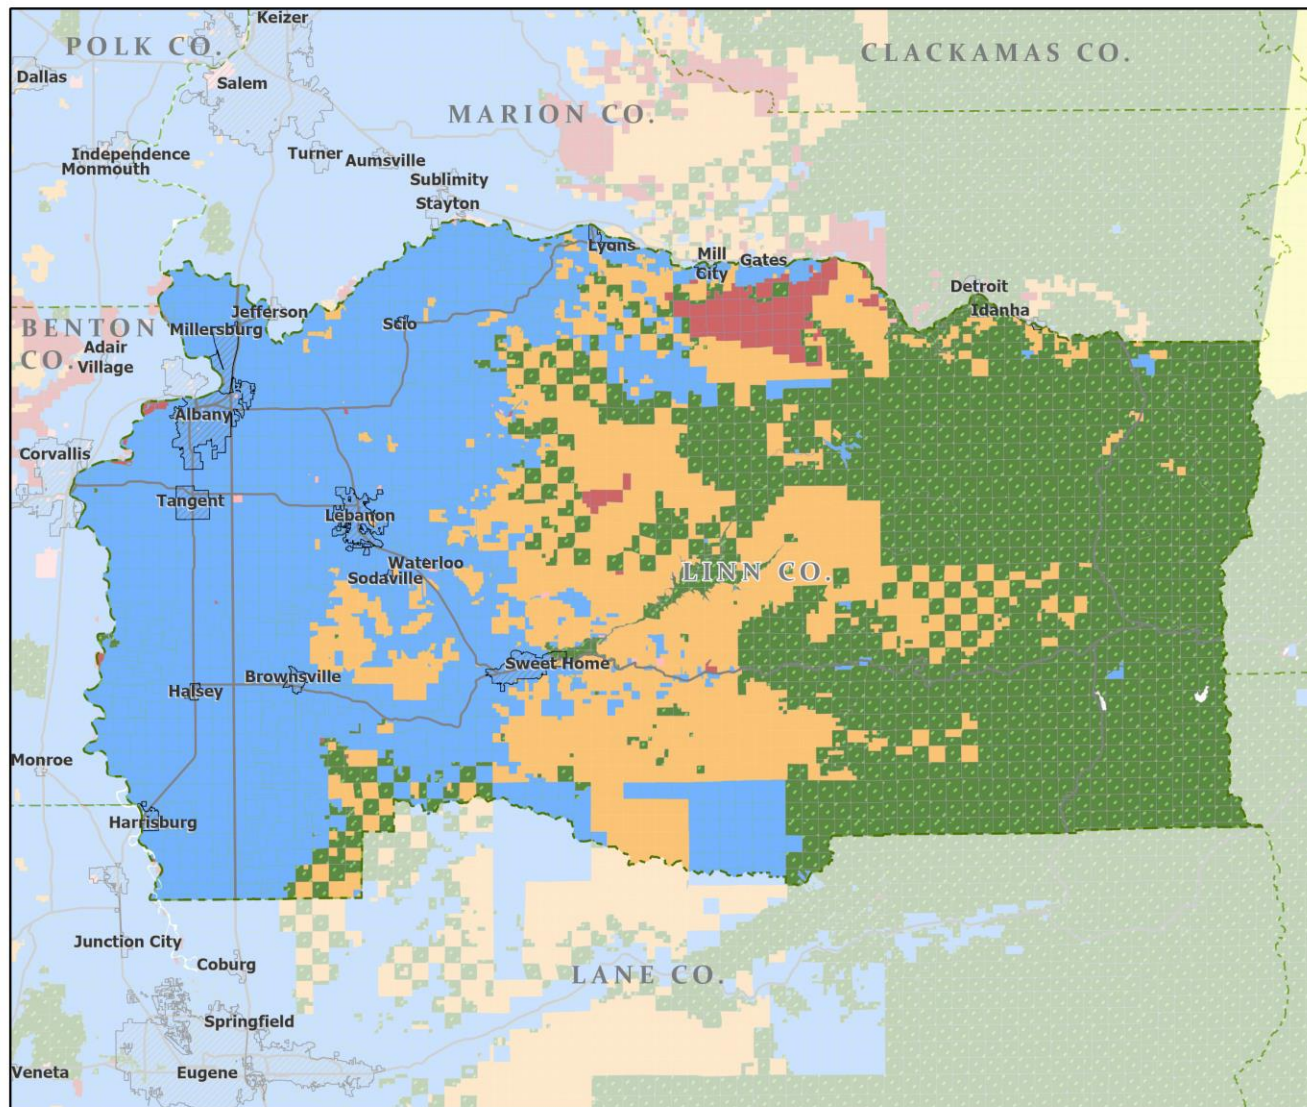 Keizer
POLK CO.
CLACKAMAS CO.
Dallas
Salem
MARION CO.
Independence
Monmouth
Turner
Aumsville
Sublimity
Stayton
Lyons
Mill
City
Gates
Detroit
Idanha
Jefferson
Millersburg
Scio
BENTON
CO.
Adair
Village
Albany
Corvallis
Tangent
Lebanon
Waterloo
Sodaville
LINN CO.
Sweet Home
Brownsville
Halsey
Monroe
Harrisburg
Junction City
Coburg
LANE CO.
Springfield
Veneta
Eugene